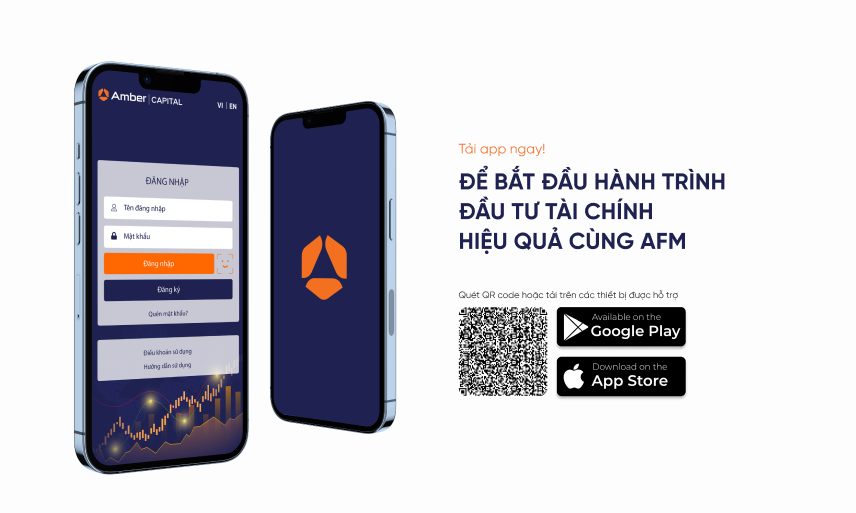 Amber | CAPITAL
VI | EN
ĐĂNG NHẬP
Tên đăng nhập
Mật khẩu
Đăng nhập
Đăng ký
Quên mật khẩu?
Điều khoản sử dụng
Hướng dẫn sử dụng
Tải app ngay!
ĐỂ BẮT ĐẦU HÀNH TRÌNH
ĐẦU TƯ TÀI CHÍNH
HIỆU QUẢ CÙNG AFM
Quét QR code hoặc tải trên các thiết bị được hỗ trợ
Available on the
Google Play
Download on the
App Store